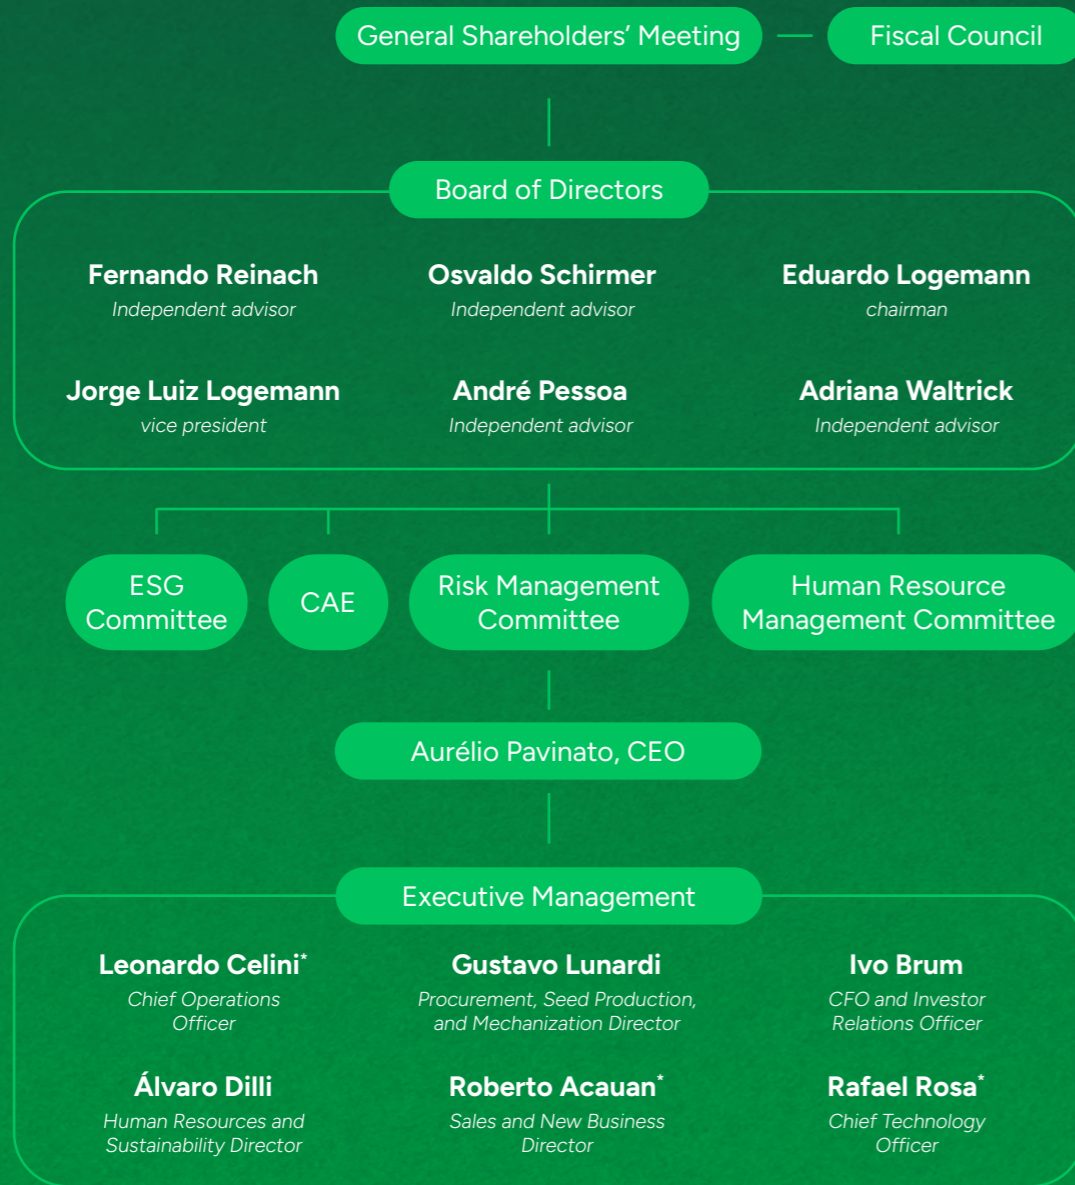 General Shareholders’ Meeting
Fiscal Council
Board of Directors
Fernando Reinach
Independent advisor
Osvaldo Schirmer
Independent advisor
Eduardo Logemann
chairman
Jorge Luiz Logemann
vice president
André Pessoa
Independent advisor
Adriana Waltrick
Independent advisor
ESG
Committee
CAE
Risk Management
Committee
Human Resource
Management Committee
Aurélio Pavinato, CEO
Executive Management
Leonardo Celini*
Chief Operations
Officer
Gustavo Lunardi
Procurement, Seed Production,
and Mechanization Director
Ivo Brum
CFO and Investor
Relations Officer
Álvaro Dilli
Human Resources and
Sustainability Director
Roberto Acauan*
Sales and New Business
Director
Rafael Rosa*
Chief Technology
Officer